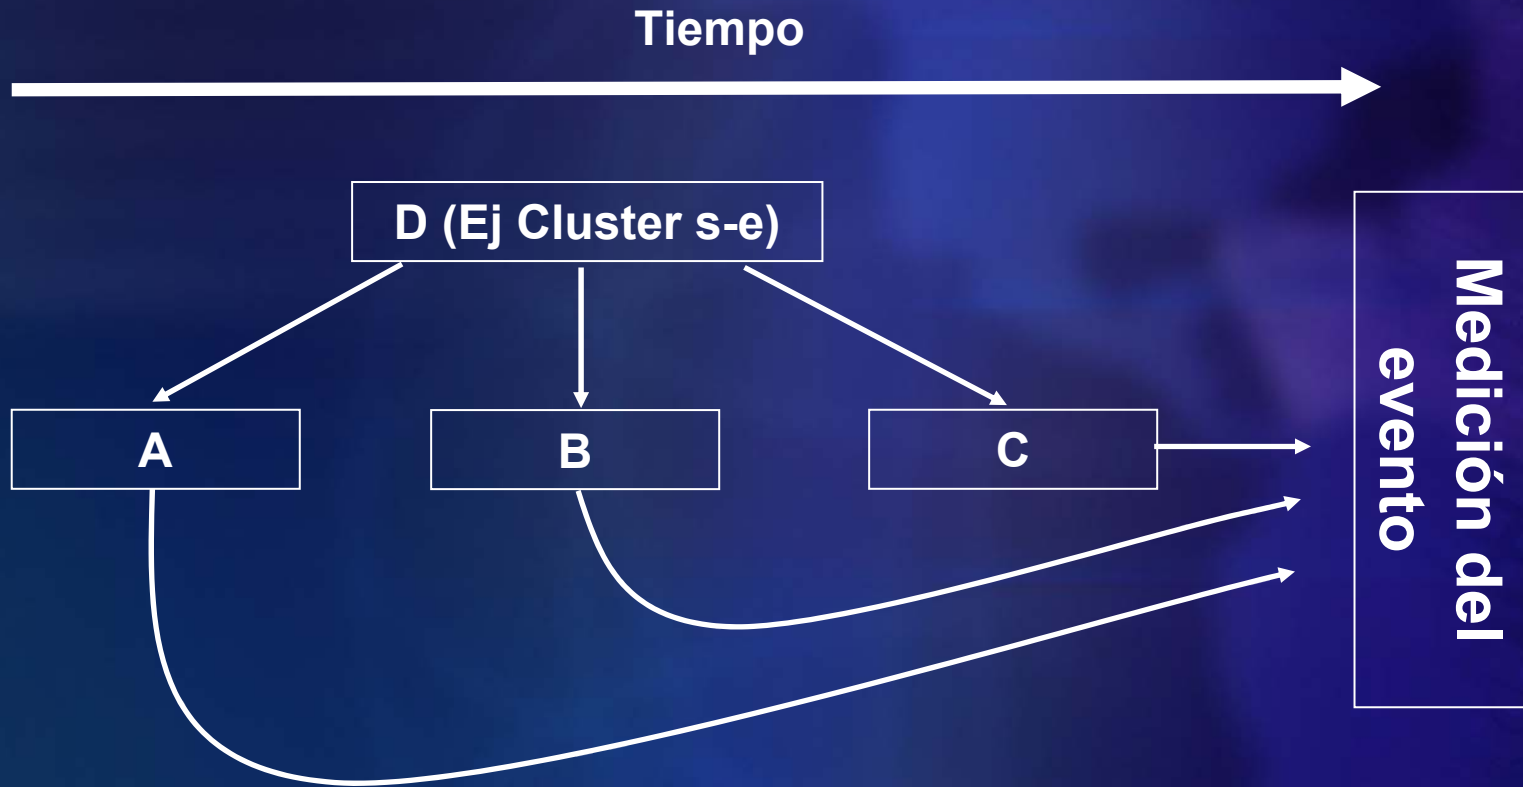 Tiempo
D (Ej Cluster s-e)
A
B
C
Medición del
evento